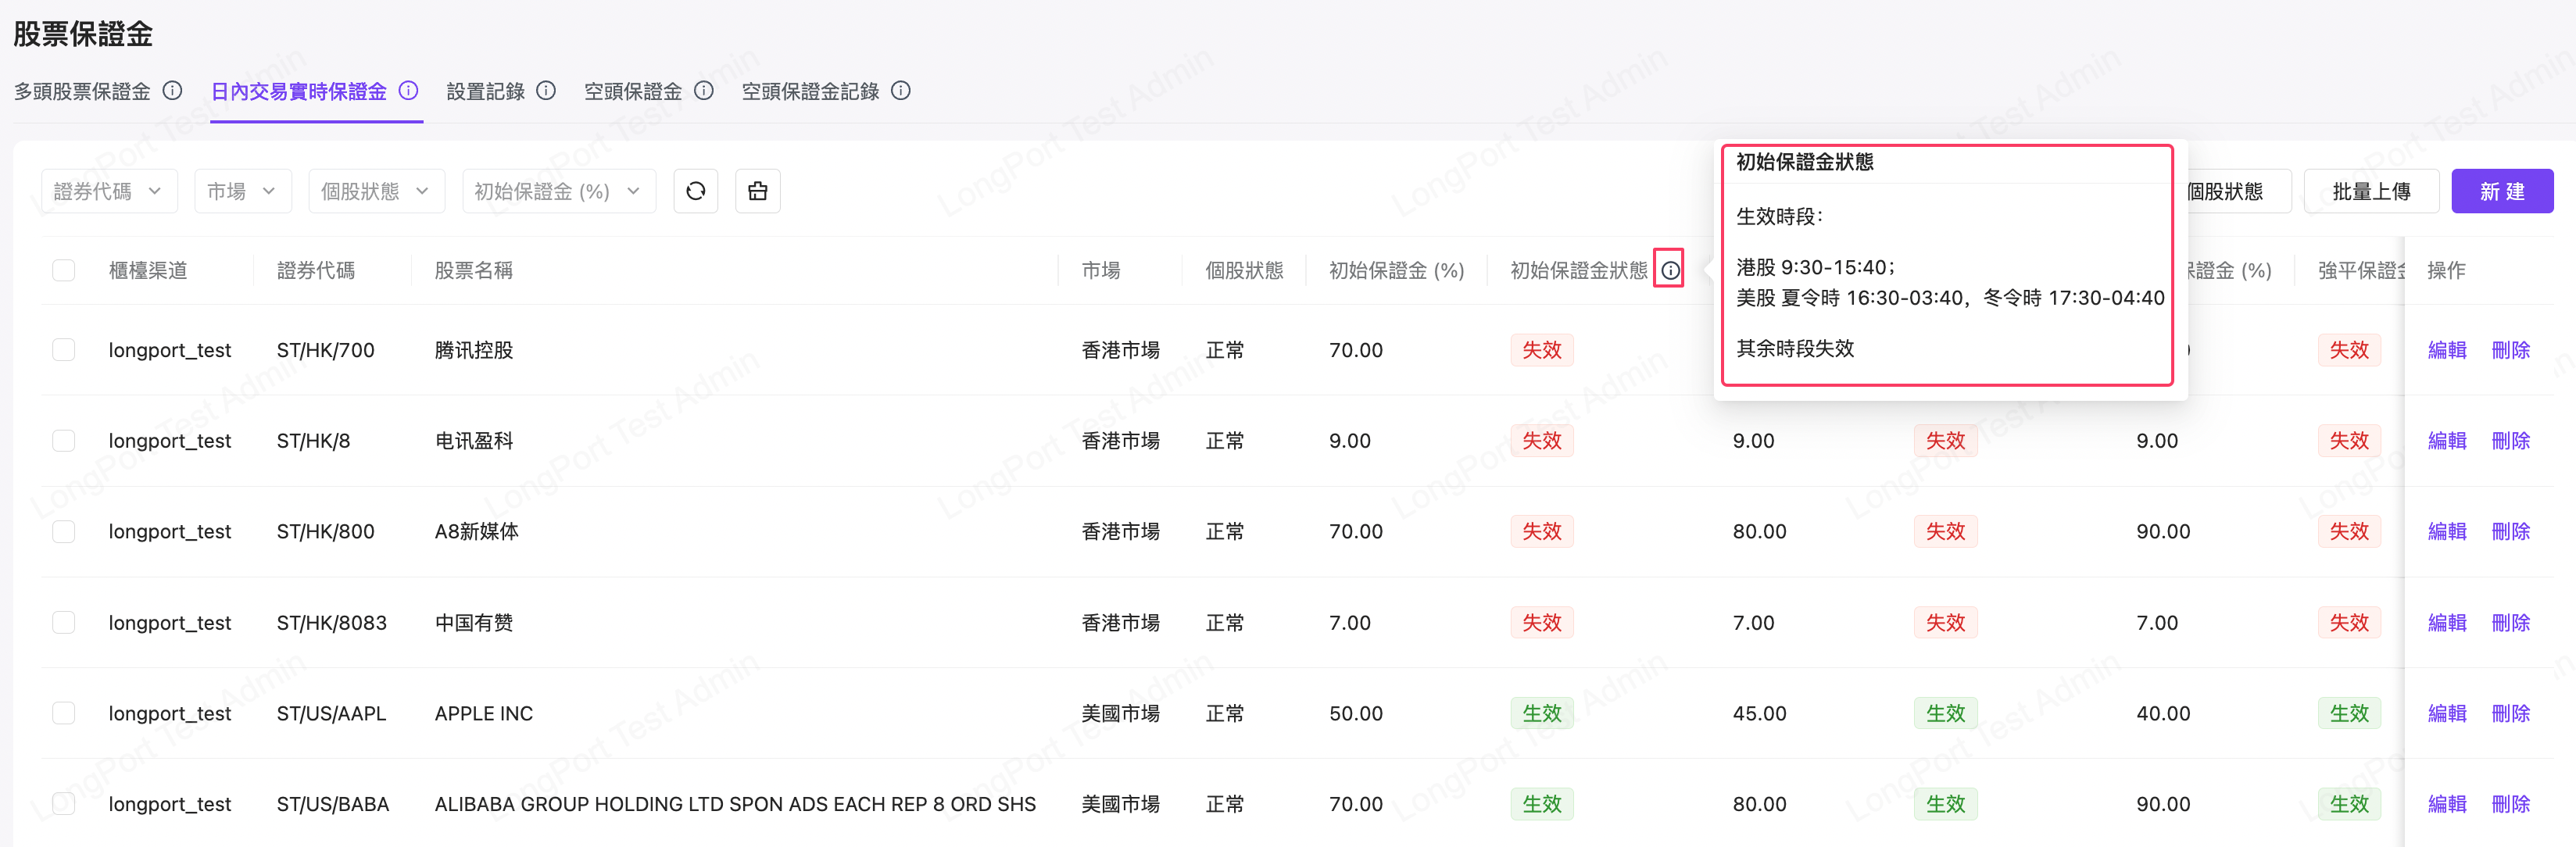 股票保證金
多頭股票保證金 日內交易實時保證金 設置記錄 空頭保證金 空頭保證金記錄
證券代碼 市場 個股狀態 初始保證金 (%) 個股狀態 批量上傳 新 建
初始保證金狀態
生效時段：
港股 9:30-15:40；
美股 夏令時 16:30-03:40，冬令時 17:30-04:40
其余時段失效
櫃檯渠道 證券代碼 股票名稱 市場 個股狀態 初始保證金 (%) 初始保證金狀態 保證金 (%) 強平保證金 操作
longport_test ST/HK/700 腾讯控股 香港市場 正常 70.00 失效 失效 編輯 刪除
longport_test ST/HK/8 电讯盈科 香港市場 正常 9.00 失效 9.00 失效 9.00 失效 編輯 刪除
longport_test ST/HK/800 A8新媒体 香港市場 正常 70.00 失效 80.00 失效 90.00 失效 編輯 刪除
longport_test ST/HK/8083 中国有赞 香港市場 正常 7.00 失效 7.00 失效 7.00 失效 編輯 刪除
longport_test ST/US/AAPL APPLE INC 美國市場 正常 50.00 生效 45.00 生效 40.00 生效 編輯 刪除
longport_test ST/US/BABA ALIBABA GROUP HOLDING LTD SPON ADS EACH REP 8 ORD SHS 美國市場 正常 70.00 生效 80.00 生效 90.00 生效 編輯 刪除
LongPort Test Admin